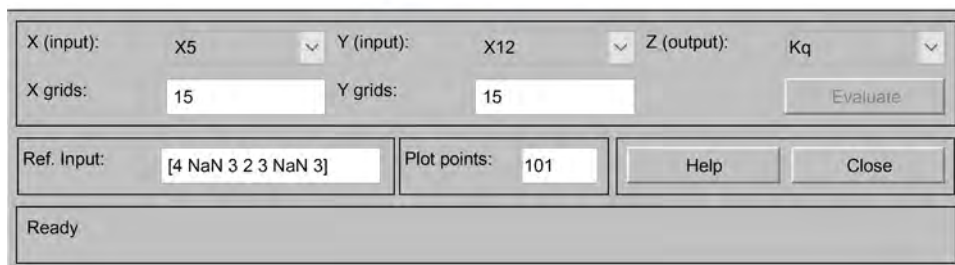 X (input): X5 Y (input): X12 Z (output): Kq
X grids: 15 Y grids: 15 Evaluate
Ref. Input: [4 NaN 3 2 3 NaN 3] Plot points: 101 Help Close
Ready